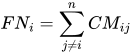 FN_i = \sum_{j \neq i}^{n} CM_{ij}